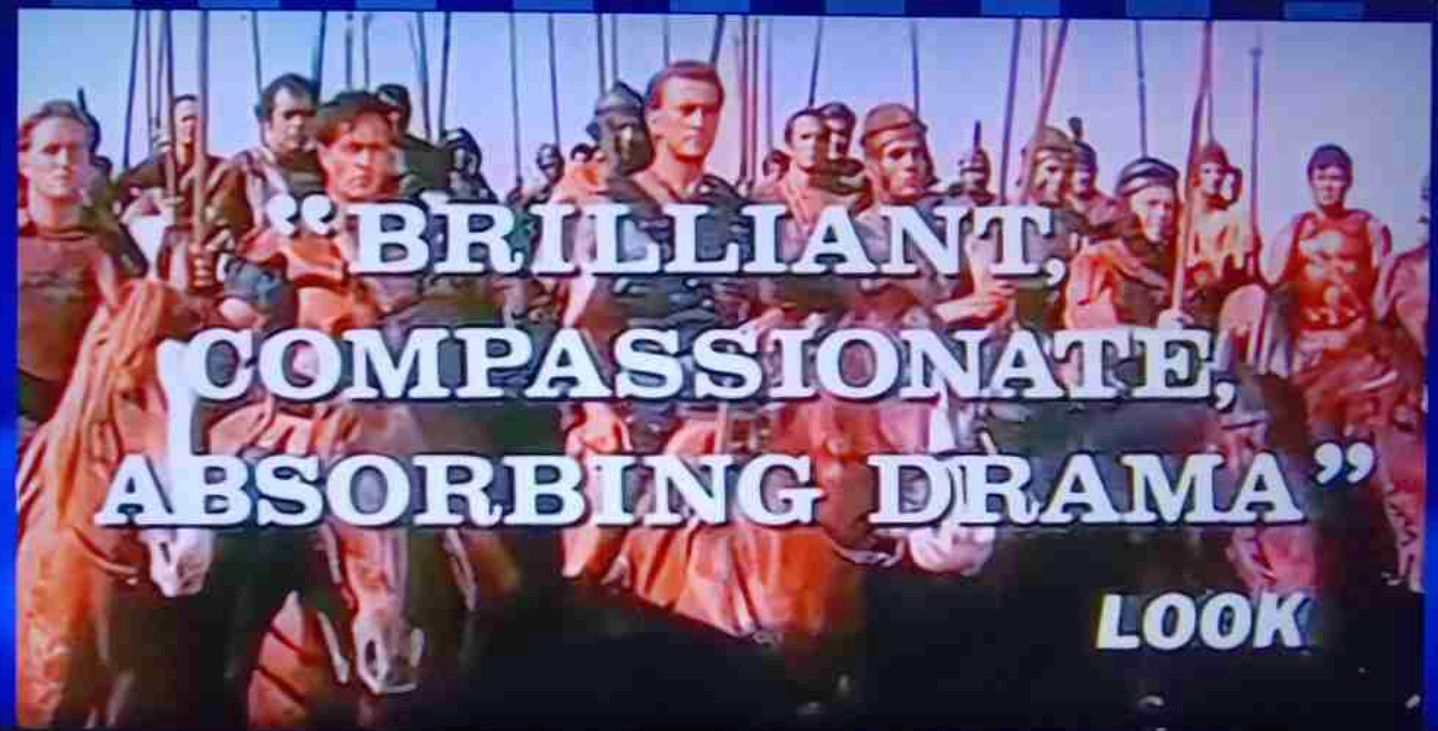 “BRILLIANT,
COMPASSIONATE,
ABSORBING DRAMA”
LOOK